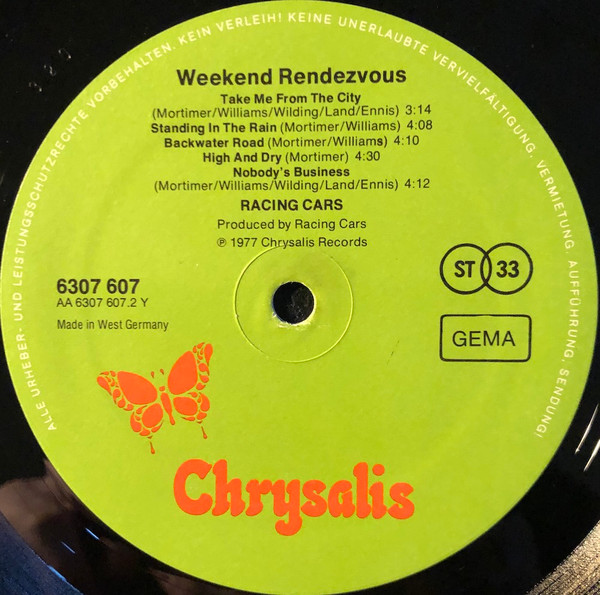 ALLE URHEBER- UND LEISTUNGSSCHUTZRECHTE VORBEHALTEN. KEIN VERLEIH! KEINE UNERLAUBTE VERVIELFÄLTIGUNG. VERMIETUNG. AUFFÜHRUNG. SENDUNG!
Weekend Rendezvous
Take Me From The City
(Mortimer/Williams/Wilding/Land/Ennis) 3:14
Standing In The Rain (Mortimer/Williams) 4:08
Backwater Road (Mortimer/Williams) 4:10
High And Dry (Mortimer) 4:30
Nobody's Business
(Mortimer/Williams/Wilding/Land/Ennis) 4:12
RACING CARS
Produced by Racing Cars
℗ 1977 Chrysalis Records
6307 607
AA 6307 607.2 Y
Made in West Germany
ST 33
GEMA
Chrysalis